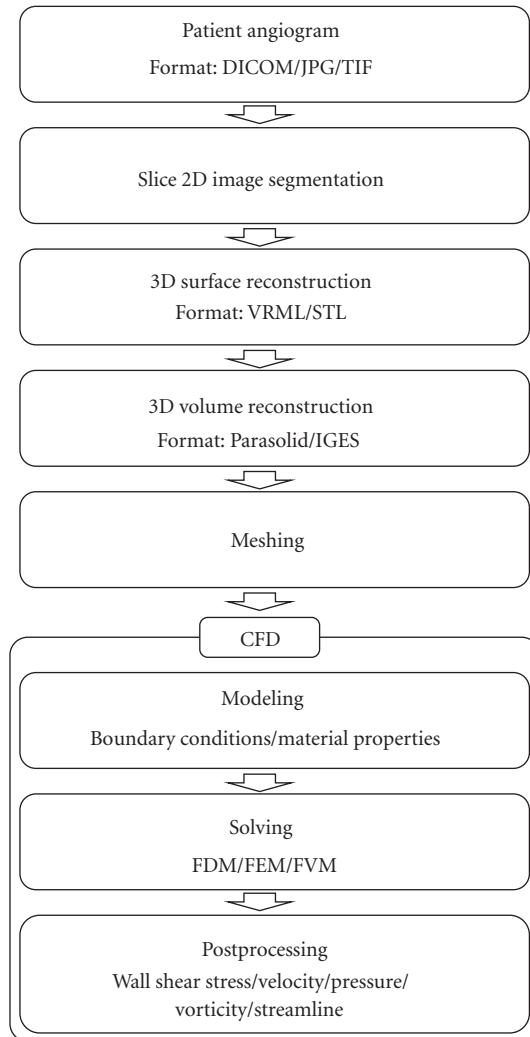 Patient angiogram
Format: DICOM/JPG/TIF
Slice 2D image segmentation
3D surface reconstruction
Format: VRML/STL
3D volume reconstruction
Format: Parasolid/IGES
Meshing
CFD
Modeling
Boundary conditions/material properties
Solving
FDM/FEM/FVM
Postprocessing
Wall shear stress/velocity/pressure/
vorticity/streamline